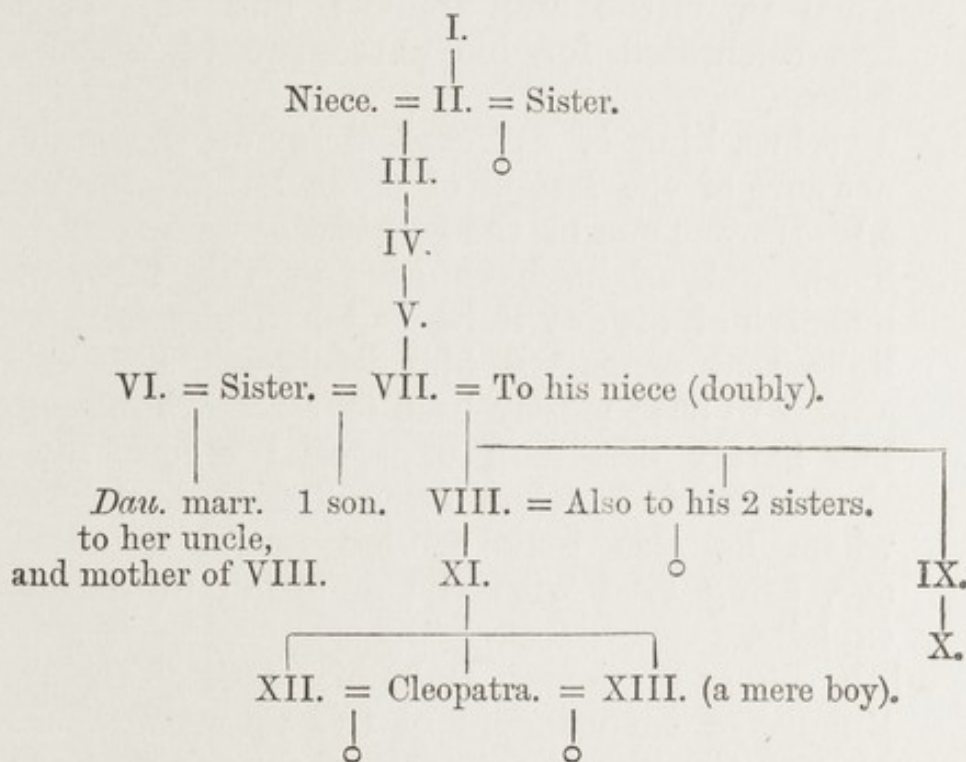 I.
Niece. = II. = Sister.
III.
IV.
V.
VI. = Sister. = VII. = To his niece (doubly).
Dau. marr. 1 son. VIII. = Also to his 2 sisters.
to her uncle,
and mother of VIII. XI. IX.
X.
XII. = Cleopatra. = XIII. (a mere boy).